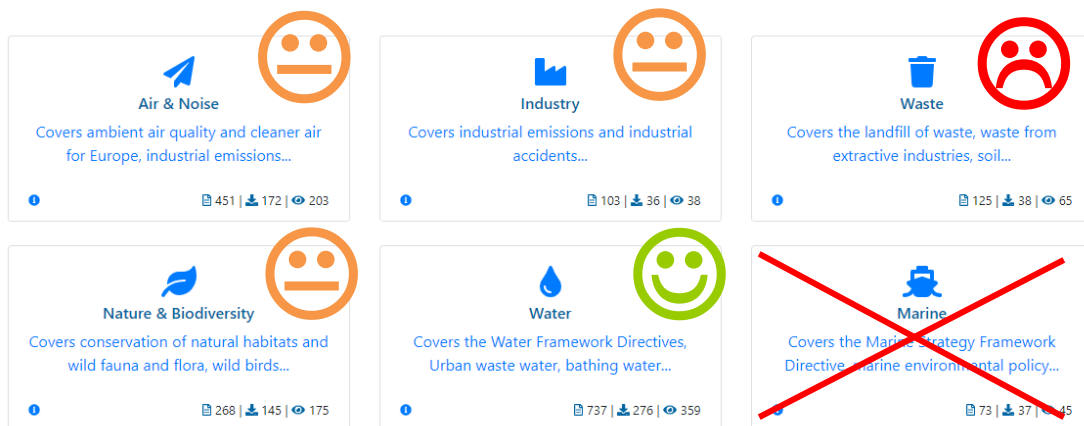 Air & Noise
Covers ambient air quality and cleaner air
for Europe, industrial emissions...
451 | 172 | 203
Industry
Covers industrial emissions and industrial
accidents...
103 | 36 | 38
Waste
Covers the landfill of waste, waste from
extractive industries, soil...
125 | 38 | 65
Nature & Biodiversity
Covers conservation of natural habitats and
wild fauna and flora, wild birds...
268 | 145 | 175
Water
Covers the Water Framework Directives,
Urban waste water, bathing water...
737 | 276 | 359
Marine
Covers the Marine Strategy Framework
Directive, marine environmental policy...
73 | 37 | 45